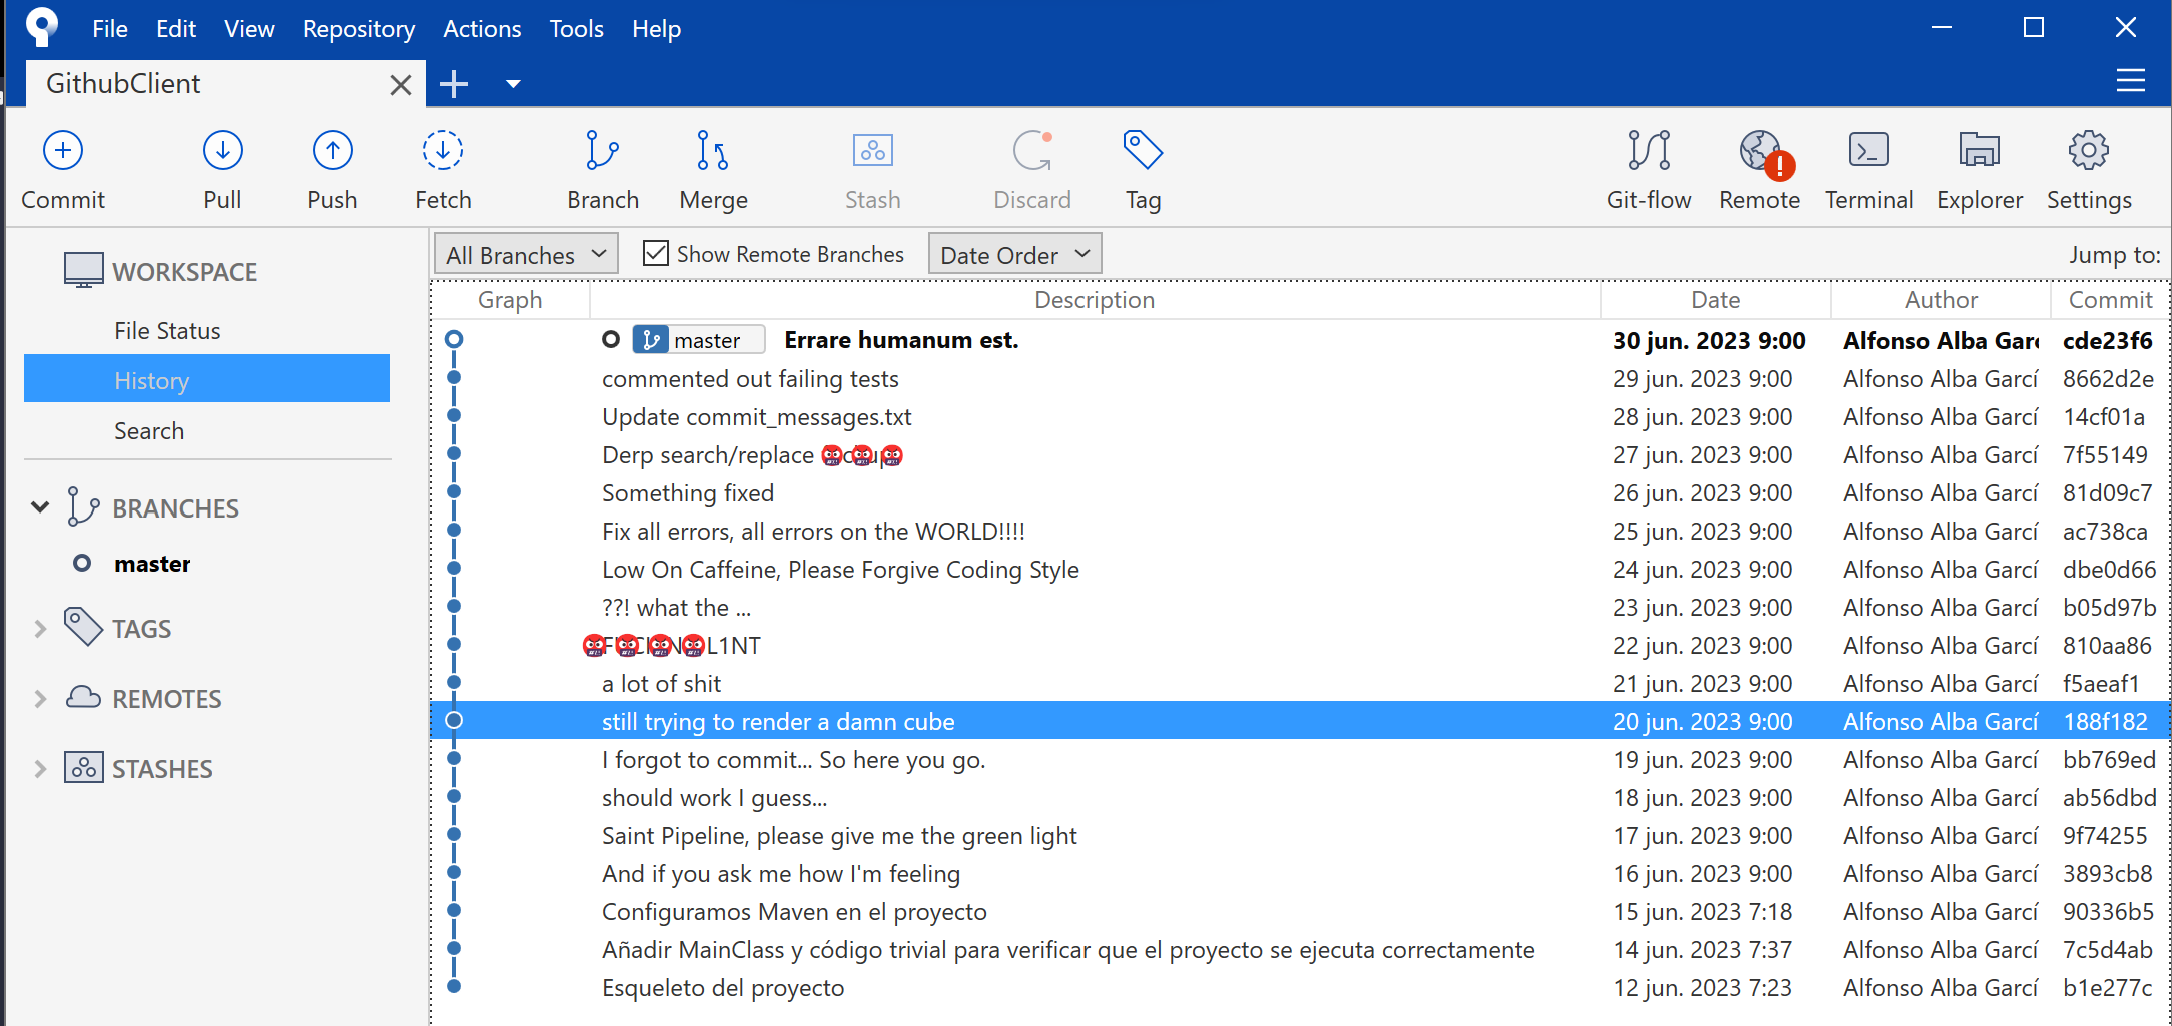 File Edit View Repository Actions Tools Help
GithubClient
Commit Pull Push Fetch Branch Merge Stash Discard Tag Git-flow Remote Terminal Explorer Settings
WORKSPACE
File Status
History
Search
BRANCHES
master
TAGS
REMOTES
STASHES
All Branches Show Remote Branches Date Order Jump to:
Graph Description Date Author Commit
master Errare humanum est. 30 jun. 2023 9:00 Alfonso Alba Garc cde23f6
commented out failing tests 29 jun. 2023 9:00 Alfonso Alba Garcí 8662d2e
Update commit_messages.txt 28 jun. 2023 9:00 Alfonso Alba Garcí 14cf01a
Derp search/replace 27 jun. 2023 9:00 Alfonso Alba Garcí 7f55149
Something fixed 26 jun. 2023 9:00 Alfonso Alba Garcí 81d09c7
Fix all errors, all errors on the WORLD!!!! 25 jun. 2023 9:00 Alfonso Alba Garcí ac738ca
Low On Caffeine, Please Forgive Coding Style 24 jun. 2023 9:00 Alfonso Alba Garcí dbe0d66
??! what the ... 23 jun. 2023 9:00 Alfonso Alba Garcí b05d97b
L1NT 22 jun. 2023 9:00 Alfonso Alba Garcí 810aa86
a lot of shit 21 jun. 2023 9:00 Alfonso Alba Garcí f5aeaf1
still trying to render a damn cube 20 jun. 2023 9:00 Alfonso Alba Garcí 188f182
I forgot to commit... So here you go. 19 jun. 2023 9:00 Alfonso Alba Garcí bb769ed
should work I guess... 18 jun. 2023 9:00 Alfonso Alba Garcí ab56dbd
Saint Pipeline, please give me the green light 17 jun. 2023 9:00 Alfonso Alba Garcí 9f74255
And if you ask me how I'm feeling 16 jun. 2023 9:00 Alfonso Alba Garcí 3893cb8
Configuramos Maven en el proyecto 15 jun. 2023 7:18 Alfonso Alba Garcí 90336b5
Añadir MainClass y código trivial para verificar que el proyecto se ejecuta correctamente 14 jun. 2023 7:37 Alfonso Alba Garcí 7c5d4ab
Esqueleto del proyecto 12 jun. 2023 7:23 Alfonso Alba Garcí b1e277c